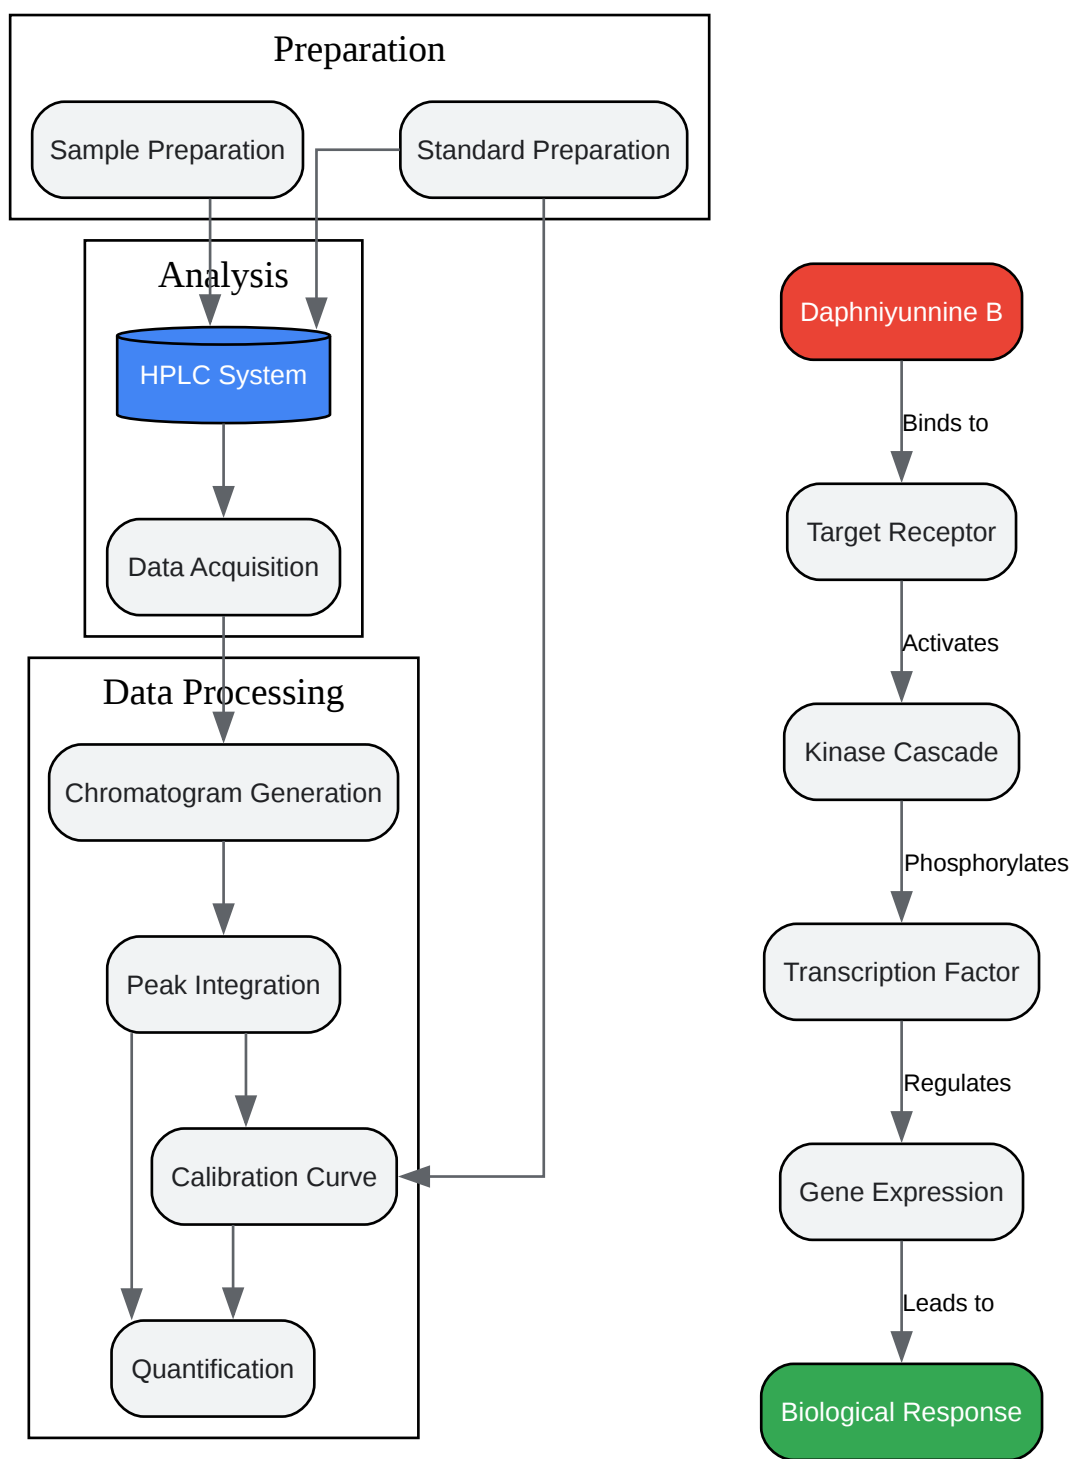 Preparation
Sample Preparation
Standard Preparation
Analysis
HPLC System
Data Acquisition
Data Processing
Chromatogram Generation
Peak Integration
Calibration Curve
Quantification
Daphniyunnine B
Binds to
Target Receptor
Activates
Kinase Cascade
Phosphorylates
Transcription Factor
Regulates
Gene Expression
Leads to
Biological Response